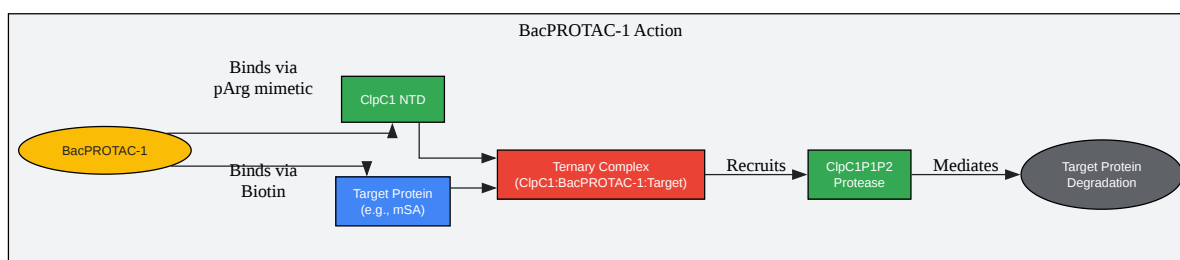 BacPROTAC-1 Action
Binds via
pArg mimetic
ClpC1 NTD
BacPROTAC-1
Binds via
Biotin
Target Protein
(e.g., mSA)
Ternary Complex
(ClpC1:BacPROTAC-1:Target)
Recruits
ClpC1P1P2
Protease
Mediates
Target Protein
Degradation